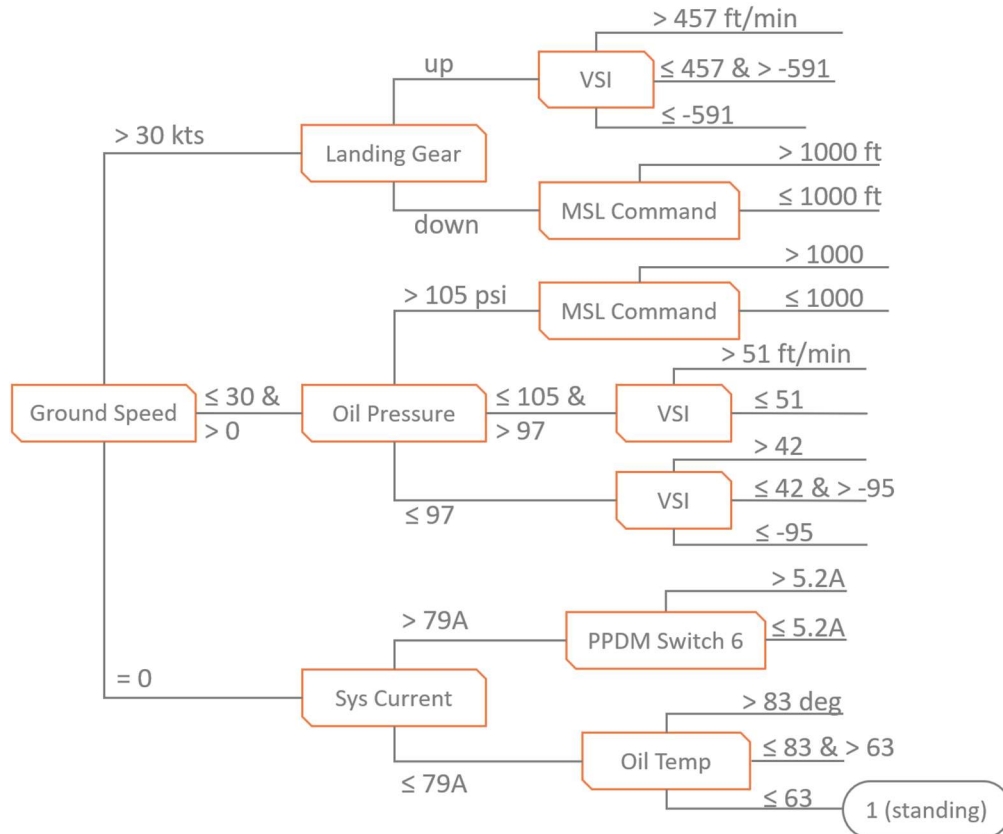 > 457 ft/min
up
VSI
≤ 457 & > -591
≤ -591
> 30 kts
Landing Gear
> 1000 ft
down
MSL Command
≤ 1000 ft
> 1000
> 105 psi
MSL Command
≤ 1000
> 51 ft/min
Ground Speed
≤ 30 &
> 0
Oil Pressure
≤ 105 &
> 97
VSI
≤ 51
> 42
≤ 97
VSI
≤ 42 & > -95
≤ -95
> 5.2A
> 79A
PPDM Switch 6
≤ 5.2A
= 0
Sys Current
> 83 deg
≤ 79A
Oil Temp
≤ 83 & > 63
≤ 63
1 (standing)